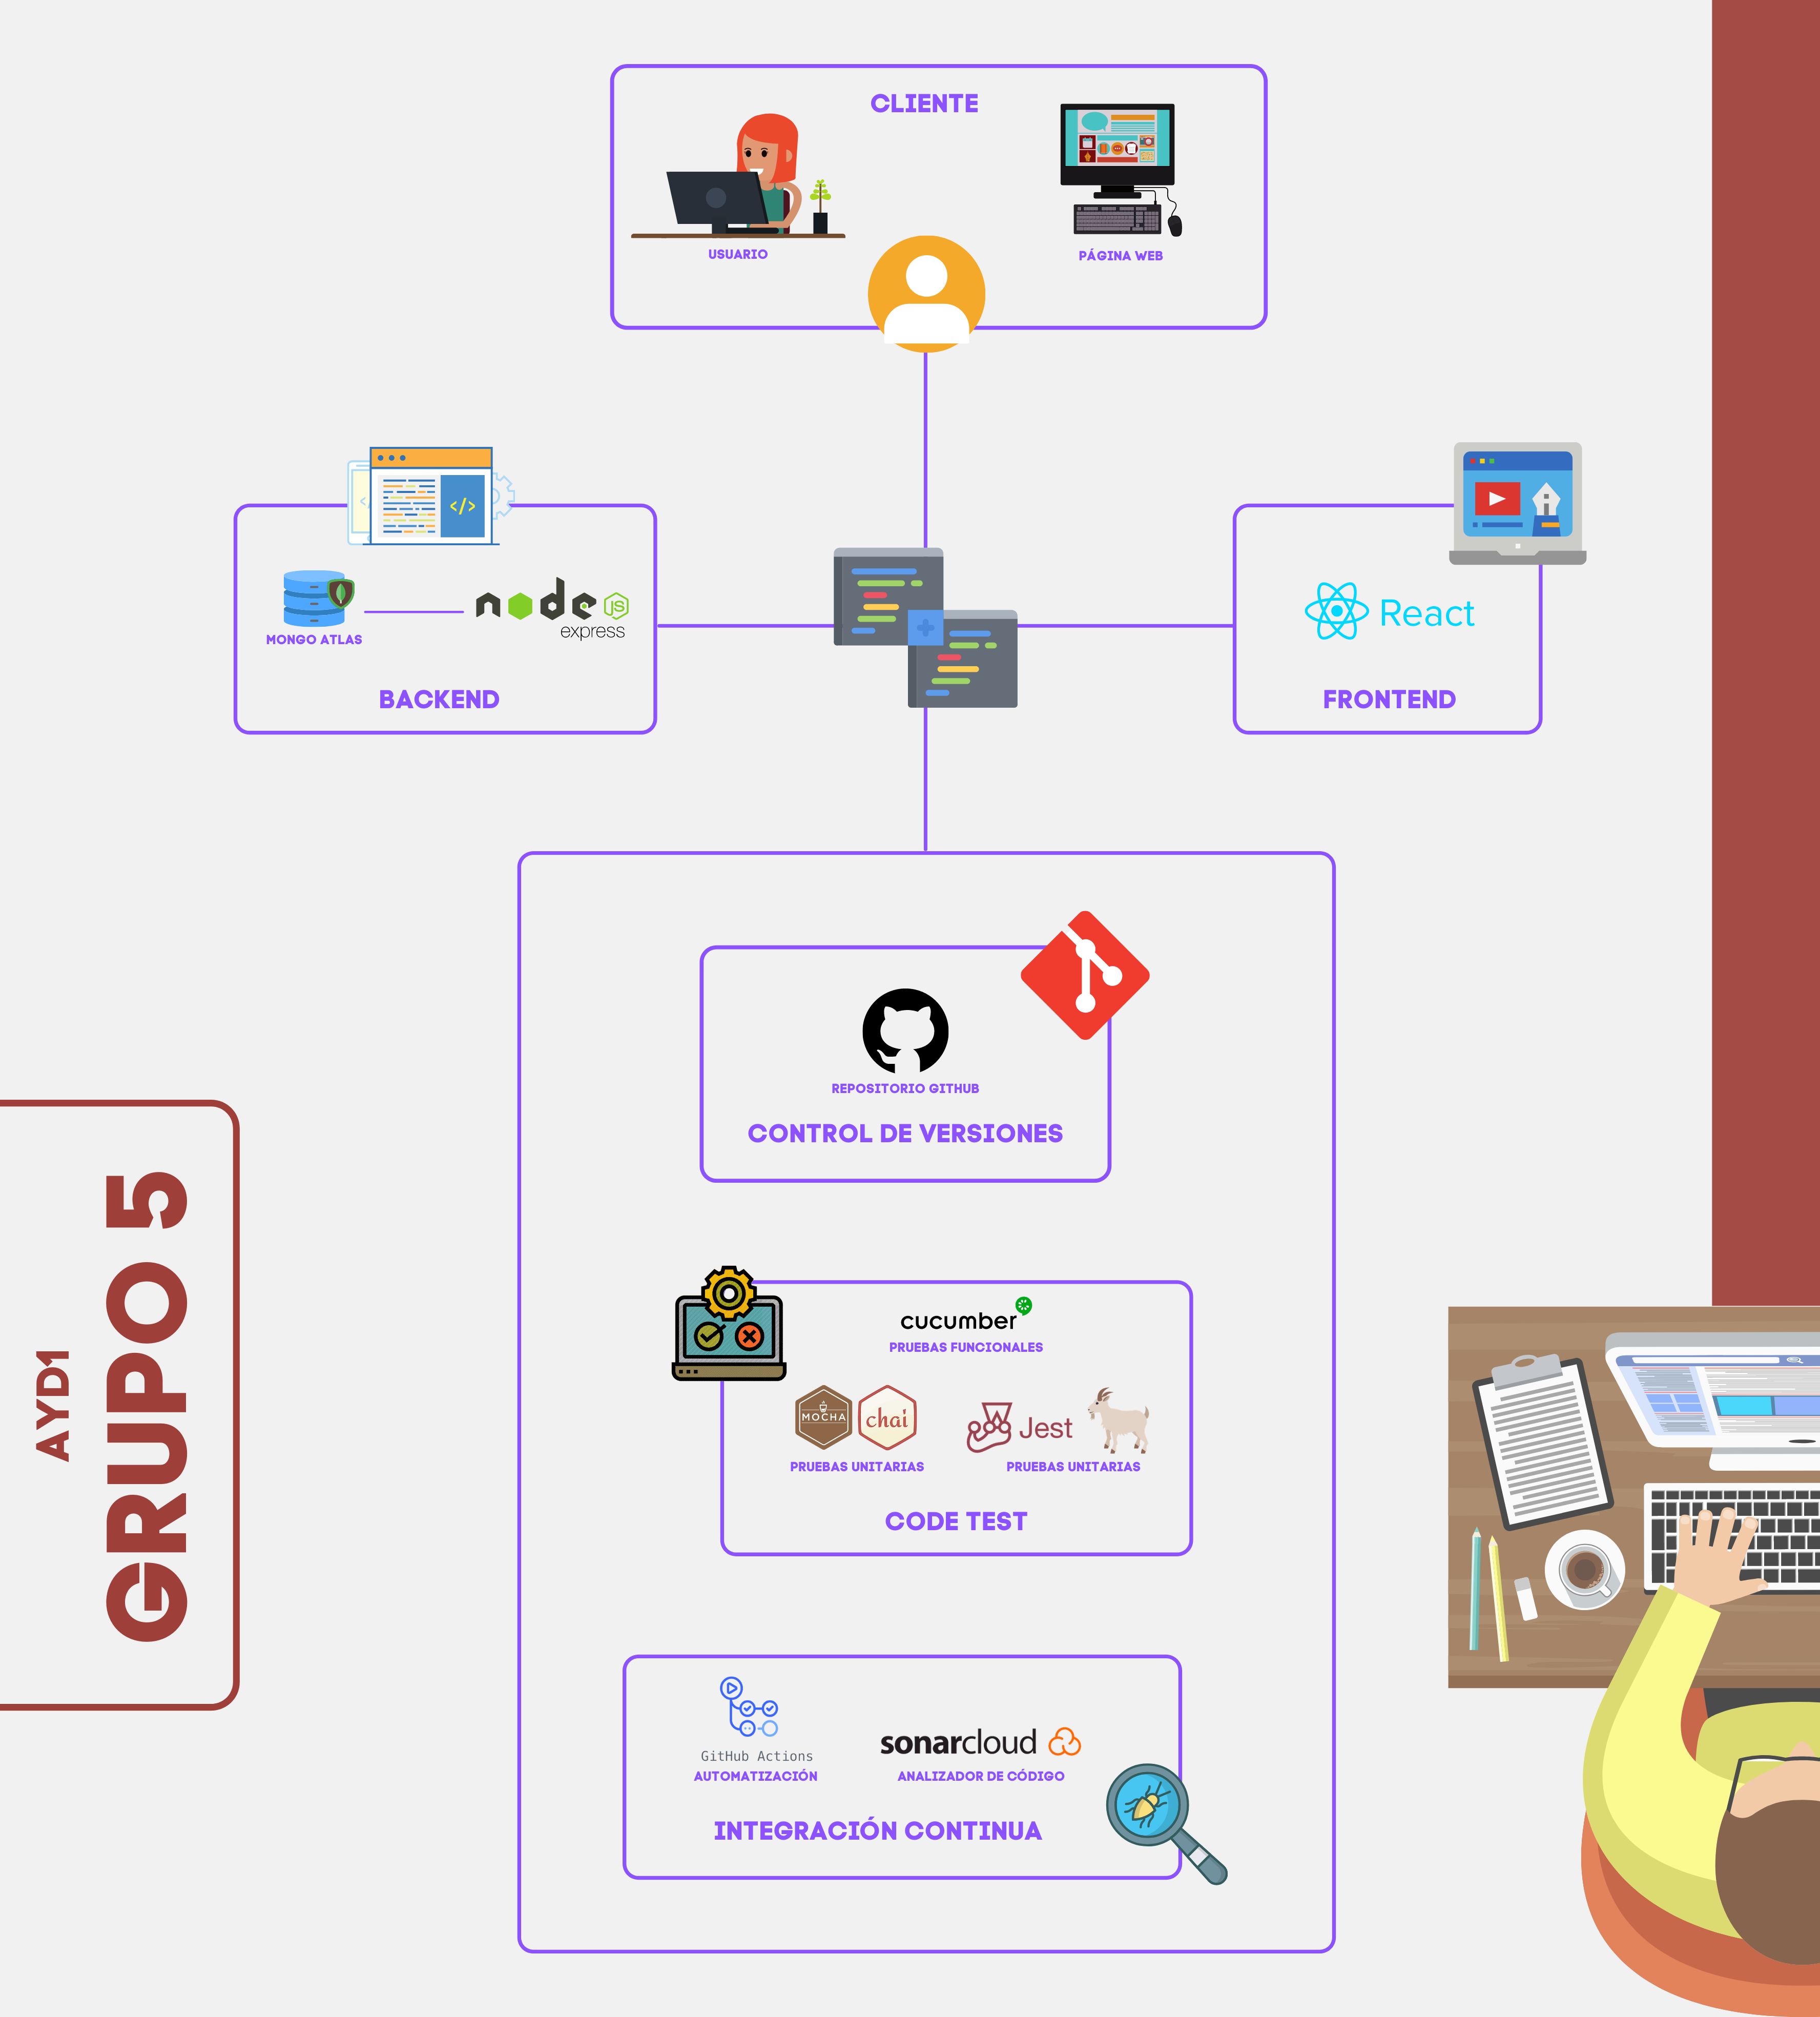 CLIENTE
USUARIO
PÁGINA WEB
</>
MONGO ATLAS
node JS
express
BACKEND
React
FRONTEND
REPOSITORIO GITHUB
CONTROL DE VERSIONES
AYD1
GRUPO 5
cucumber
PRUEBAS FUNCIONALES
MOCHA
chai
Jest
PRUEBAS UNITARIAS
PRUEBAS UNITARIAS
CODE TEST
GitHub Actions
AUTOMATIZACIÓN
sonarcloud
ANALIZADOR DE CÓDIGO
INTEGRACIÓN CONTINUA